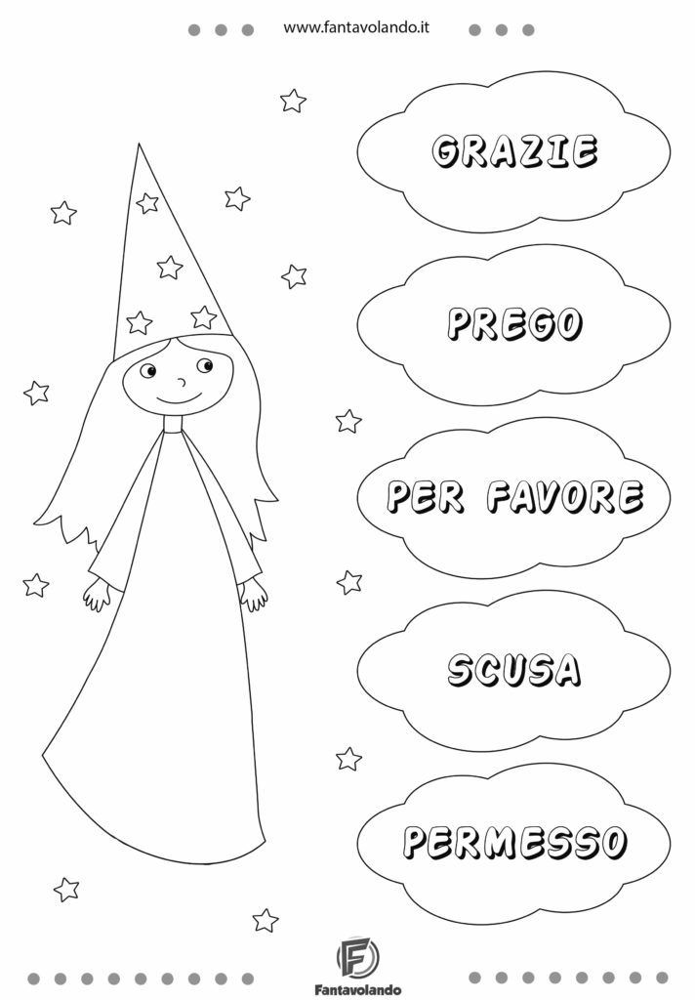 www.fantavolando.it
GRAZIE
PREGO
PER FAVORE
SCUSA
PERMESSO
F
Fantavolando